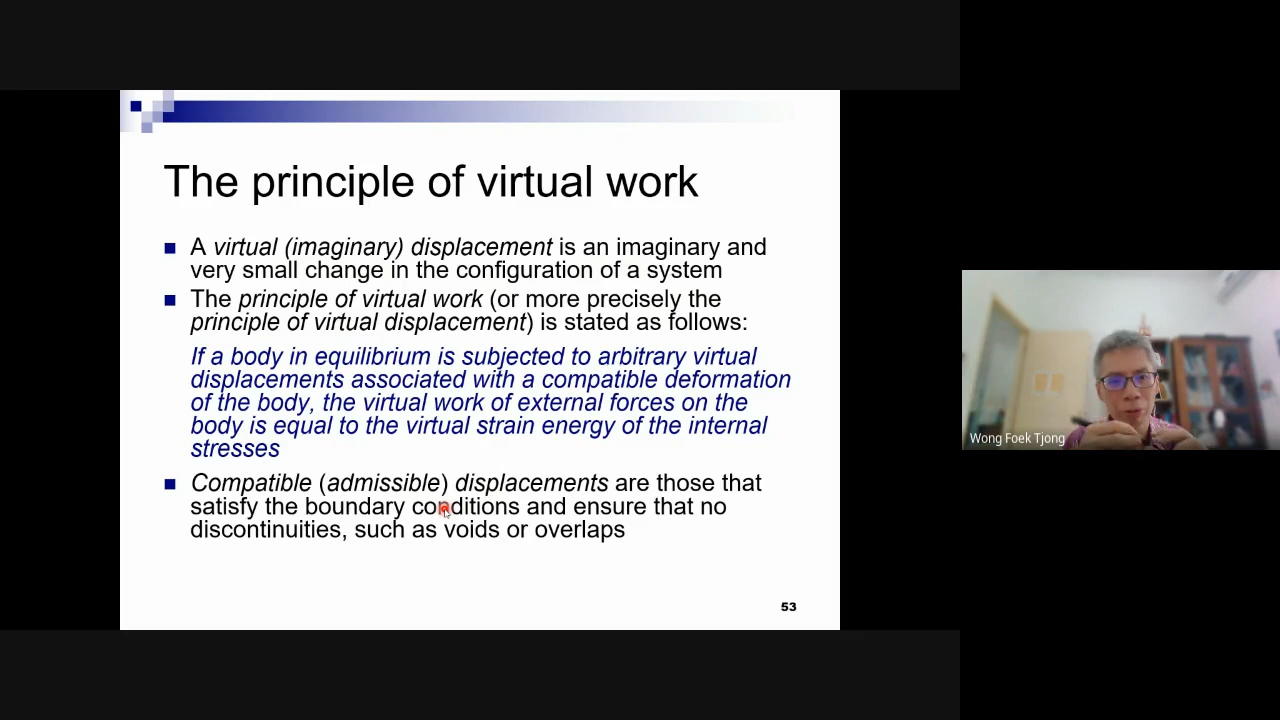 The principle of virtual work
A virtual (imaginary) displacement is an imaginary and
very small change in the configuration of a system
The principle of virtual work (or more precisely the
principle of virtual displacement) is stated as follows:
If a body in equilibrium is subjected to arbitrary virtual
displacements associated with a compatible deformation
of the body, the virtual work of external forces on the
body is equal to the virtual strain energy of the internal
stresses
Compatible (admissible) displacements are those that
satisfy the boundary conditions and ensure that no
discontinuities, such as voids or overlaps
53
Wong Foek Tjong